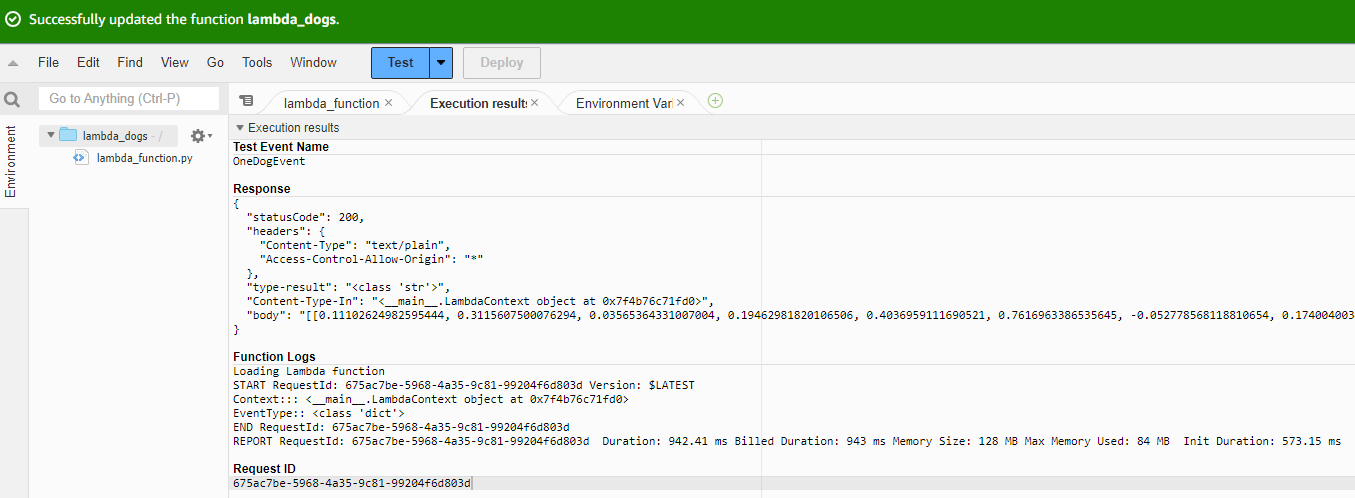 Successfully updated the function lambda_dogs.
File Edit Find View Go Tools Window Test Deploy
Go to Anything (Ctrl-P)
lambda_function Execution results Environment Vari
Environment
lambda_dogs - /
lambda_function.py
Execution results
Test Event Name
OneDogEvent
Response
{
"statusCode": 200,
"headers": {
"Content-Type": "text/plain",
"Access-Control-Allow-Origin": "*"
},
"type-result": "<class 'str'>",
"Content-Type-In": "<__main__.LambdaContext object at 0x7f4b76c71fd0>",
"body": "[[0.11102624982595444, 0.3115607500076294, 0.03565364331007004, 0.19462981820106506, 0.4036959111690521, 0.7616963386535645, -0.052778568118810654, 0.174004003
}
Function Logs
Loading Lambda function
START RequestId: 675ac7be-5968-4a35-9c81-99204f6d803d Version: $LATEST
Context::: <__main__.LambdaContext object at 0x7f4b76c71fd0>
EventType:: <class 'dict'>
END RequestId: 675ac7be-5968-4a35-9c81-99204f6d803d
REPORT RequestId: 675ac7be-5968-4a35-9c81-99204f6d803d Duration: 942.41 ms Billed Duration: 943 ms Memory Size: 128 MB Max Memory Used: 84 MB Init Duration: 573.15 ms
Request ID
675ac7be-5968-4a35-9c81-99204f6d803d